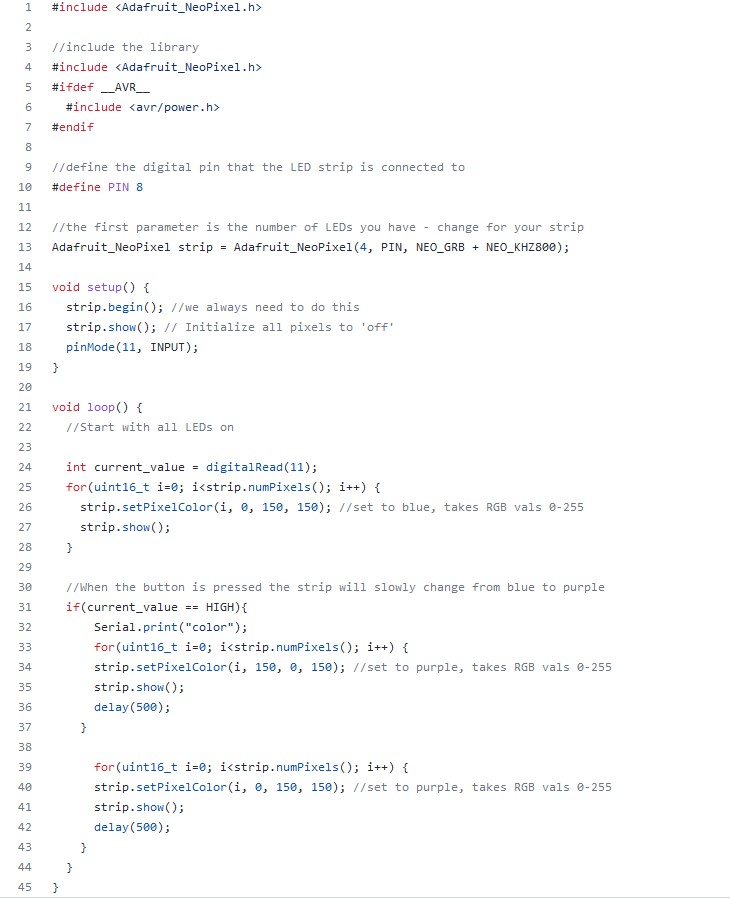 1 #include <Adafruit_NeoPixel.h>
2
3 //include the library
4 #include <Adafruit_NeoPixel.h>
5 #ifdef __AVR__
6   #include <avr/power.h>
7 #endif
8
9 //define the digital pin that the LED strip is connected to
10 #define PIN 8
11
12 //the first parameter is the number of LEDs you have - change for your strip
13 Adafruit_NeoPixel strip = Adafruit_NeoPixel(4, PIN, NEO_GRB + NEO_KHZ800);
14
15 void setup() {
16   strip.begin(); //we always need to do this
17   strip.show(); // Initialize all pixels to 'off'
18   pinMode(11, INPUT);
19 }
20
21 void loop() {
22   //Start with all LEDs on
23
24   int current_value = digitalRead(11);
25   for(uint16_t i=0; i<strip.numPixels(); i++) {
26     strip.setPixelColor(i, 0, 150, 150); //set to blue, takes RGB vals 0-255
27     strip.show();
28   }
29
30   //When the button is pressed the strip will slowly change from blue to purple
31   if(current_value == HIGH){
32       Serial.print("color");
33       for(uint16_t i=0; i<strip.numPixels(); i++) {
34       strip.setPixelColor(i, 150, 0, 150); //set to purple, takes RGB vals 0-255
35       strip.show();
36       delay(500);
37     }
38
39       for(uint16_t i=0; i<strip.numPixels(); i++) {
40       strip.setPixelColor(i, 0, 150, 150); //set to purple, takes RGB vals 0-255
41       strip.show();
42       delay(500);
43     }
44   }
45 }